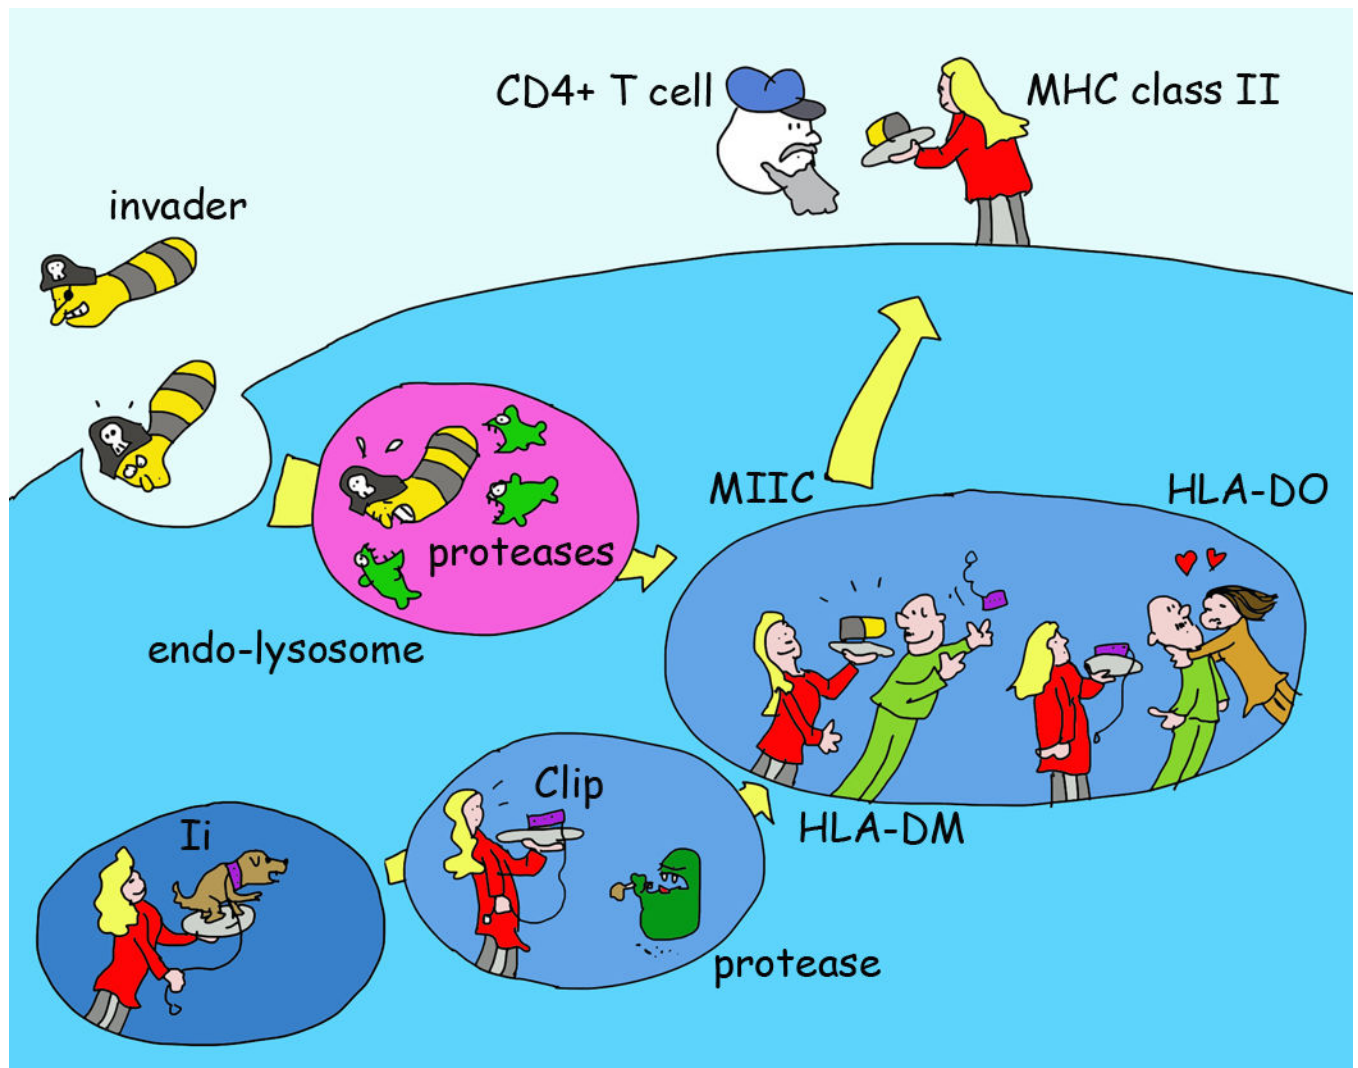 CD4+ T cell
MHC class II
invader
MIIC
HLA-DO
proteases
endo-lysosome
Clip
HLA-DM
Ii
protease